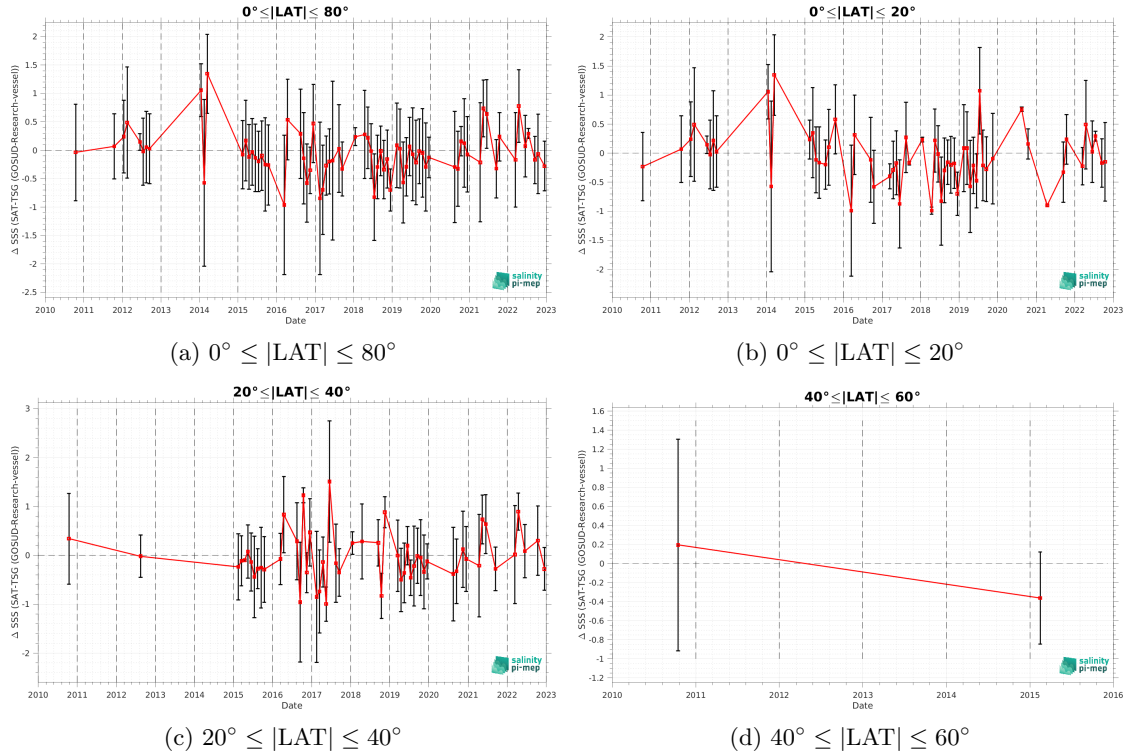 0°≤|LAT|≤ 80°
Δ SSS (SAT-TSG (GOSUD-Research-vessel))
2
1.5
1
0.5
0
-0.5
-1
-1.5
-2
-2.5
2010 2011 2012 2013 2014 2015 2016 2017 2018 2019 2020 2021 2022 2023
Date
salinity
pi-mep
(a) 0° ≤ |LAT| ≤ 80°
0°≤|LAT|≤ 20°
Δ SSS (SAT-TSG (GOSUD-Research-vessel))
2
1.5
1
0.5
0
-0.5
-1
-1.5
-2
2010 2011 2012 2013 2014 2015 2016 2017 2018 2019 2020 2021 2022 2023
Date
salinity
pi-mep
(b) 0° ≤ |LAT| ≤ 20°
20°≤|LAT|≤ 40°
Δ SSS (SAT-TSG (GOSUD-Research-vessel))
3
2
1
0
-1
-2
2010 2011 2012 2013 2014 2015 2016 2017 2018 2019 2020 2021 2022 2023
Date
salinity
pi-mep
(c) 20° ≤ |LAT| ≤ 40°
40°≤|LAT|≤ 60°
Δ SSS (SAT-TSG (GOSUD-Research-vessel))
1.6
1.4
1.2
1
0.8
0.6
0.4
0.2
0
-0.2
-0.4
-0.6
-0.8
-1
-1.2
2010 2011 2012 2013 2014 2015 2016
Date
salinity
pi-mep
(d) 40° ≤ |LAT| ≤ 60°